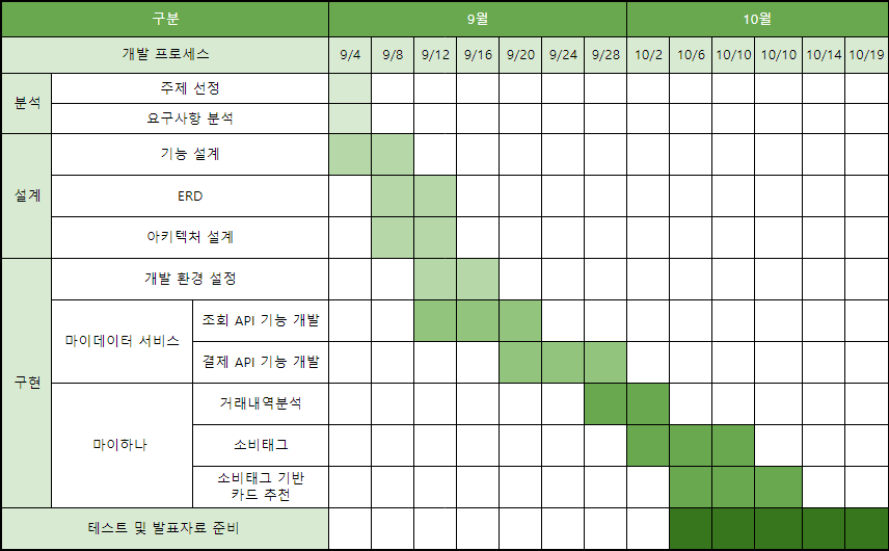 구분 9월 10월
개발 프로세스 9/4 9/8 9/12 9/16 9/20 9/24 9/28 10/2 10/6 10/10 10/10 10/14 10/19
분석
주제 선정
요구사항 분석
설계
기능 설계
ERD
아키텍처 설계
구현
개발 환경 설정
마이데이터 서비스
조회 API 기능 개발
결제 API 기능 개발
마이하나
거래내역분석
소비태그
소비태그 기반
카드 추천
테스트 및 발표자료 준비